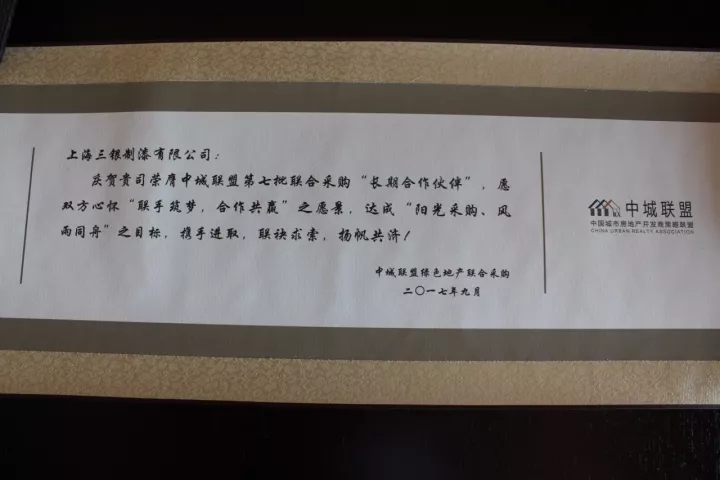 上海三银制漆有限公司：
庆贺贵司荣膺中城联盟第七批联合采购“长期合作伙伴”，愿
双方心怀“联手筑梦，合作共赢”之愿景，达成“阳光采购、风
雨同舟”之目标，携手进取，联袂求索，扬帆共济！
中城联盟绿色地产联合采购
二〇一七年九月
中城联盟
中国城市房地产开发商策略联盟
CHINA URBAN REALTY ASSOCIATION